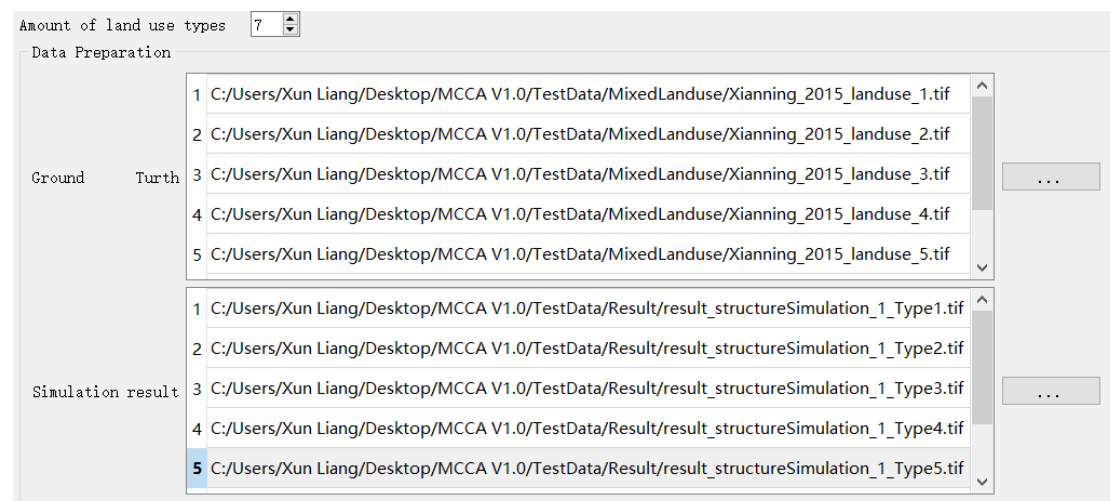 Amount of land use types 7
Data Preparation
1 C:/Users/Xun Liang/Desktop/MCCA V1.0/TestData/MixedLanduse/Xianning_2015_landuse_1.tif
2 C:/Users/Xun Liang/Desktop/MCCA V1.0/TestData/MixedLanduse/Xianning_2015_landuse_2.tif
Ground Turth 3 C:/Users/Xun Liang/Desktop/MCCA V1.0/TestData/MixedLanduse/Xianning_2015_landuse_3.tif ...
4 C:/Users/Xun Liang/Desktop/MCCA V1.0/TestData/MixedLanduse/Xianning_2015_landuse_4.tif
5 C:/Users/Xun Liang/Desktop/MCCA V1.0/TestData/MixedLanduse/Xianning_2015_landuse_5.tif
1 C:/Users/Xun Liang/Desktop/MCCA V1.0/TestData/Result/result_structureSimulation_1_Type1.tif
2 C:/Users/Xun Liang/Desktop/MCCA V1.0/TestData/Result/result_structureSimulation_1_Type2.tif
Simulation result 3 C:/Users/Xun Liang/Desktop/MCCA V1.0/TestData/Result/result_structureSimulation_1_Type3.tif ...
4 C:/Users/Xun Liang/Desktop/MCCA V1.0/TestData/Result/result_structureSimulation_1_Type4.tif
5 C:/Users/Xun Liang/Desktop/MCCA V1.0/TestData/Result/result_structureSimulation_1_Type5.tif